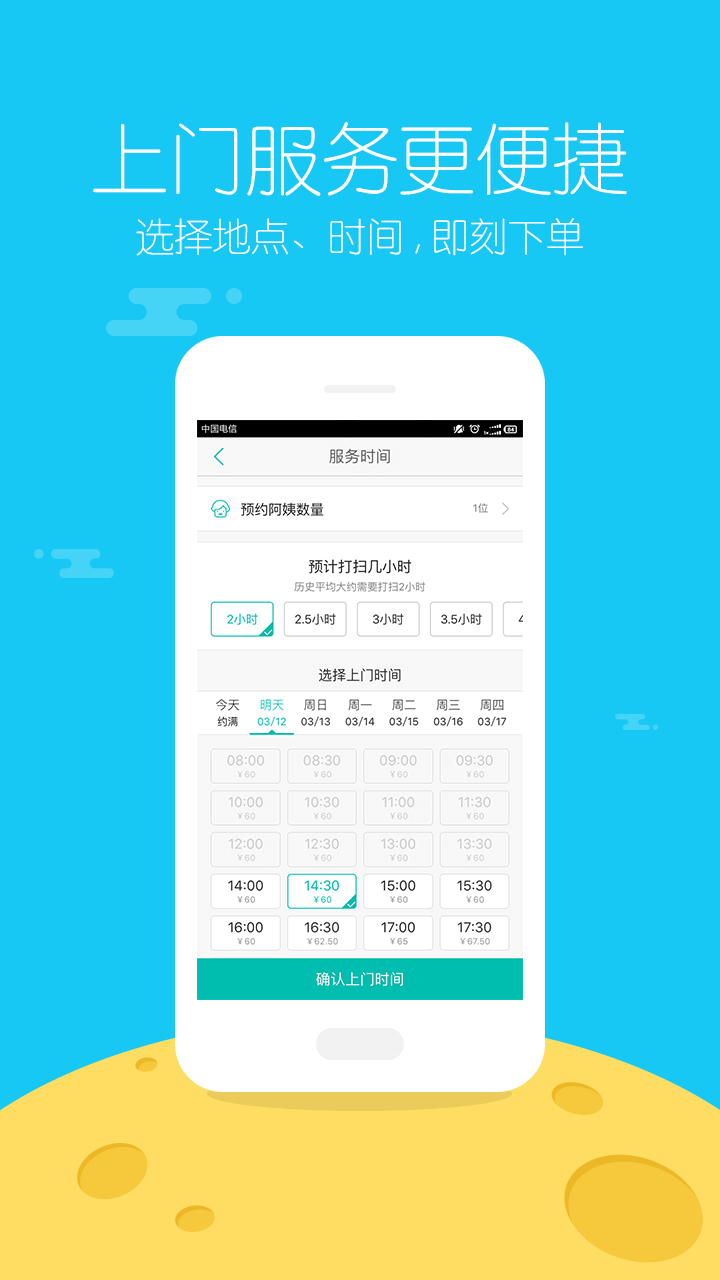 上门服务更便捷
选择地点、时间,即刻下单
中国电信 84
服务时间
预约阿姨数量 1位
预计打扫几小时
历史平均大约需要打扫2小时
2小时 2.5小时 3小时 3.5小时 4
选择上门时间
今天 明天 周日 周一 周二 周三 周四
约满 03/12 03/13 03/14 03/15 03/16 03/17
08:00 08:30 09:00 09:30
¥60 ¥60 ¥60 ¥60
10:00 10:30 11:00 11:30
¥60 ¥60 ¥60 ¥60
12:00 12:30 13:00 13:30
¥60 ¥60 ¥60 ¥60
14:00 14:30 15:00 15:30
¥60 ¥60 ¥60 ¥60
16:00 16:30 17:00 17:30
¥60 ¥62.50 ¥65 ¥67.50
确认上门时间